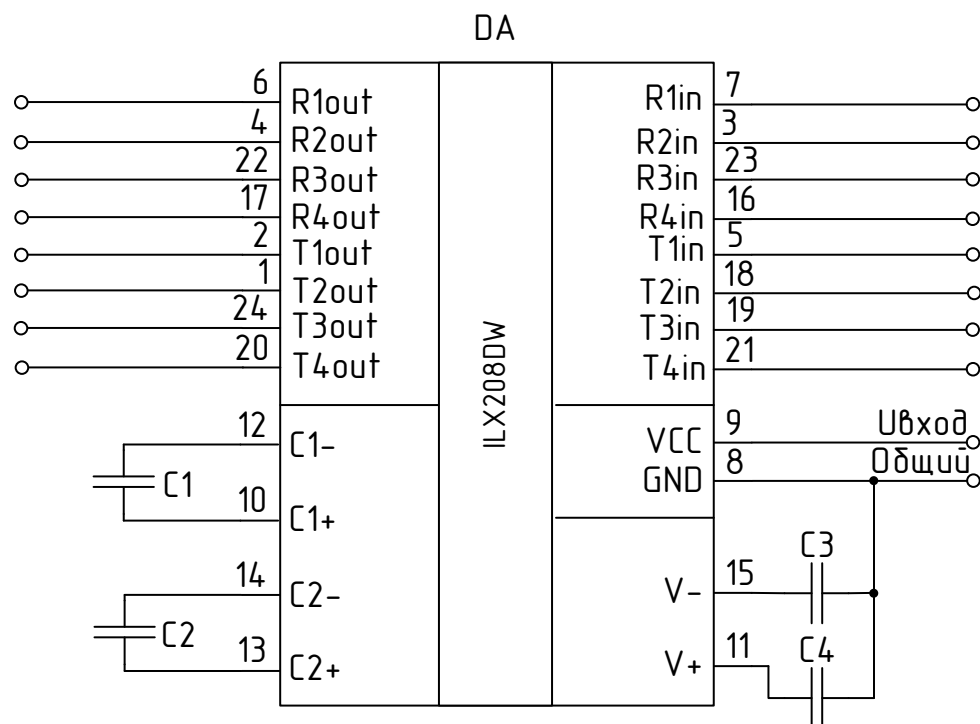 DA
6 R1out R1in 7
4 R2out R2in 3
22 R3out R3in 23
17 R4out R4in 16
2 T1out T1in 5
1 T2out T2in 18
24 T3out T3in 19
20 T4out T4in 21
ILX208DW
12 C1- VCC 9 Uвход
C1 GND 8 Общий
10 C1+
C3
14 C2- V- 15
C2 C4
13 C2+ V+ 11